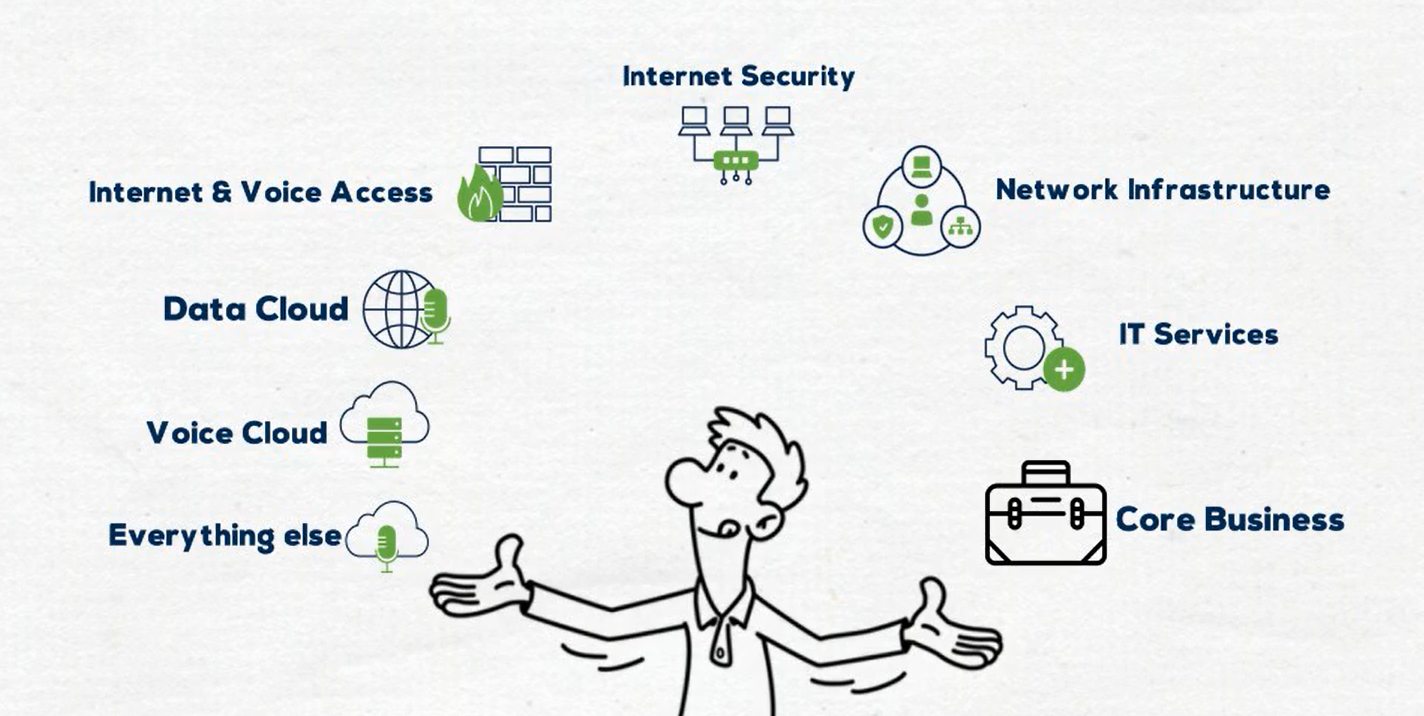 Internet Security
Internet & Voice Access
Network Infrastructure
Data Cloud
IT Services
Voice Cloud
Core Business
Everything else